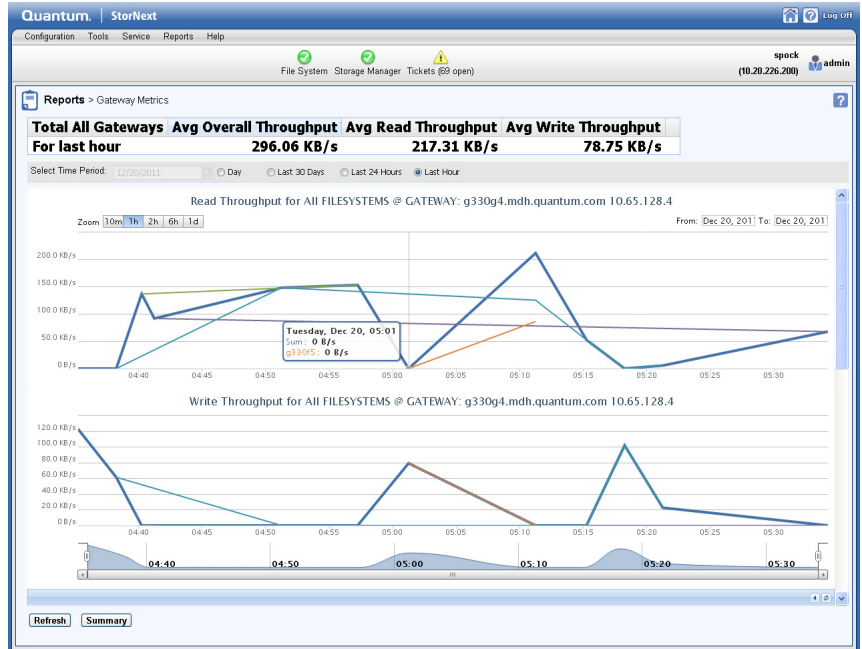 Quantum. | StorNext
Log Off
Configuration Tools Service Reports Help
File System Storage Manager Tickets (69 open)
spock
(10.20.226.200)
admin
Reports > Gateway Metrics
Total All Gateways Avg Overall Throughput Avg Read Throughput Avg Write Throughput
For last hour 296.06 KB/s 217.31 KB/s 78.75 KB/s
Select Time Period: 12/20/2011 Day Last 30 Days Last 24 Hours Last Hour
Read Throughput for All FILESYSTEMS @ GATEWAY: g330g4.mdh.quantum.com 10.65.128.4
Zoom 10m 1h 2h 6h 1d
From: Dec 20, 201 To: Dec 20, 201
200.0 KB/s
150.0 KB/s
100.0 KB/s
50.0 KB/s
0 B/s
Tuesday, Dec 20, 05:01
Sum: 0 B/s
g330f5: 0 B/s
04:40 04:45 04:50 04:55 05:00 05:05 05:10 05:15 05:20 05:25 05:30
Write Throughput for All FILESYSTEMS @ GATEWAY: g330g4.mdh.quantum.com 10.65.128.4
120.0 KB/s
100.0 KB/s
80.0 KB/s
60.0 KB/s
40.0 KB/s
20.0 KB/s
0 B/s
04:40 04:45 04:50 04:55 05:00 05:05 05:10 05:15 05:20 05:25 05:30
04:40 04:50 05:00 05:10 05:20 05:30
Refresh Summary